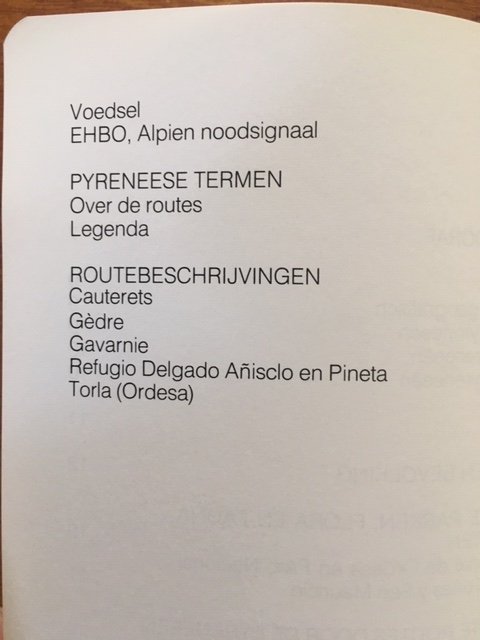 Voedsel
EHBO, Alpien noodsignaal
PYRENEESE TERMEN
Over de routes
Legenda
ROUTEBESCHRIJVINGEN
Cauterets
Gèdre
Gavarnie
Refugio Delgado Añisclo en Pineta
Torla (Ordesa)